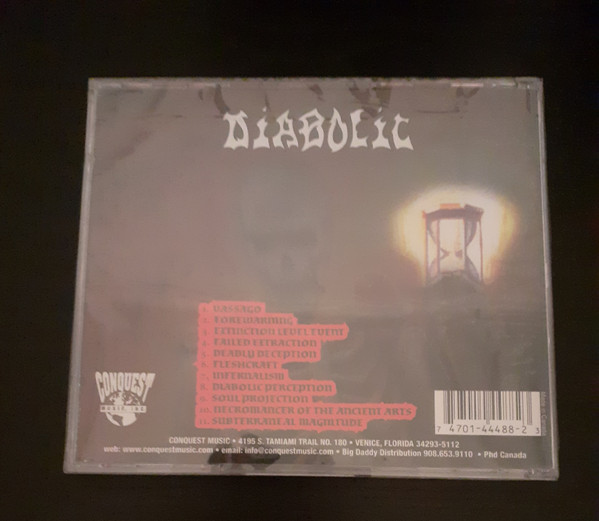 DIABOLIC
1. VASSAGO
2. FOREWARNING
3. EXTINCTION LEVEL EVENT
4. FAILED EXTRACTION
5. DEADLY DECEPTION
6. FLESHCRAFT
7. INFERNALISM
8. DIABOLIC PERCEPTION
9. SOUL PROJECTION
10. NECROMANCER OF THE ANCIENT ARTS
11. SUBTERRANEAL MAGNITUDE
CONQUEST
MUSIC, INC
7 4701-44488-2 3
CONQUEST MUSIC • 4195 S. TAMIAMI TRAIL NO. 180 • VENICE, FLORIDA 34293-5112
web: www.conquestmusic.com • email: info@conquestmusic.com • Big Daddy Distribution 908.653.9110 • Phd Canada